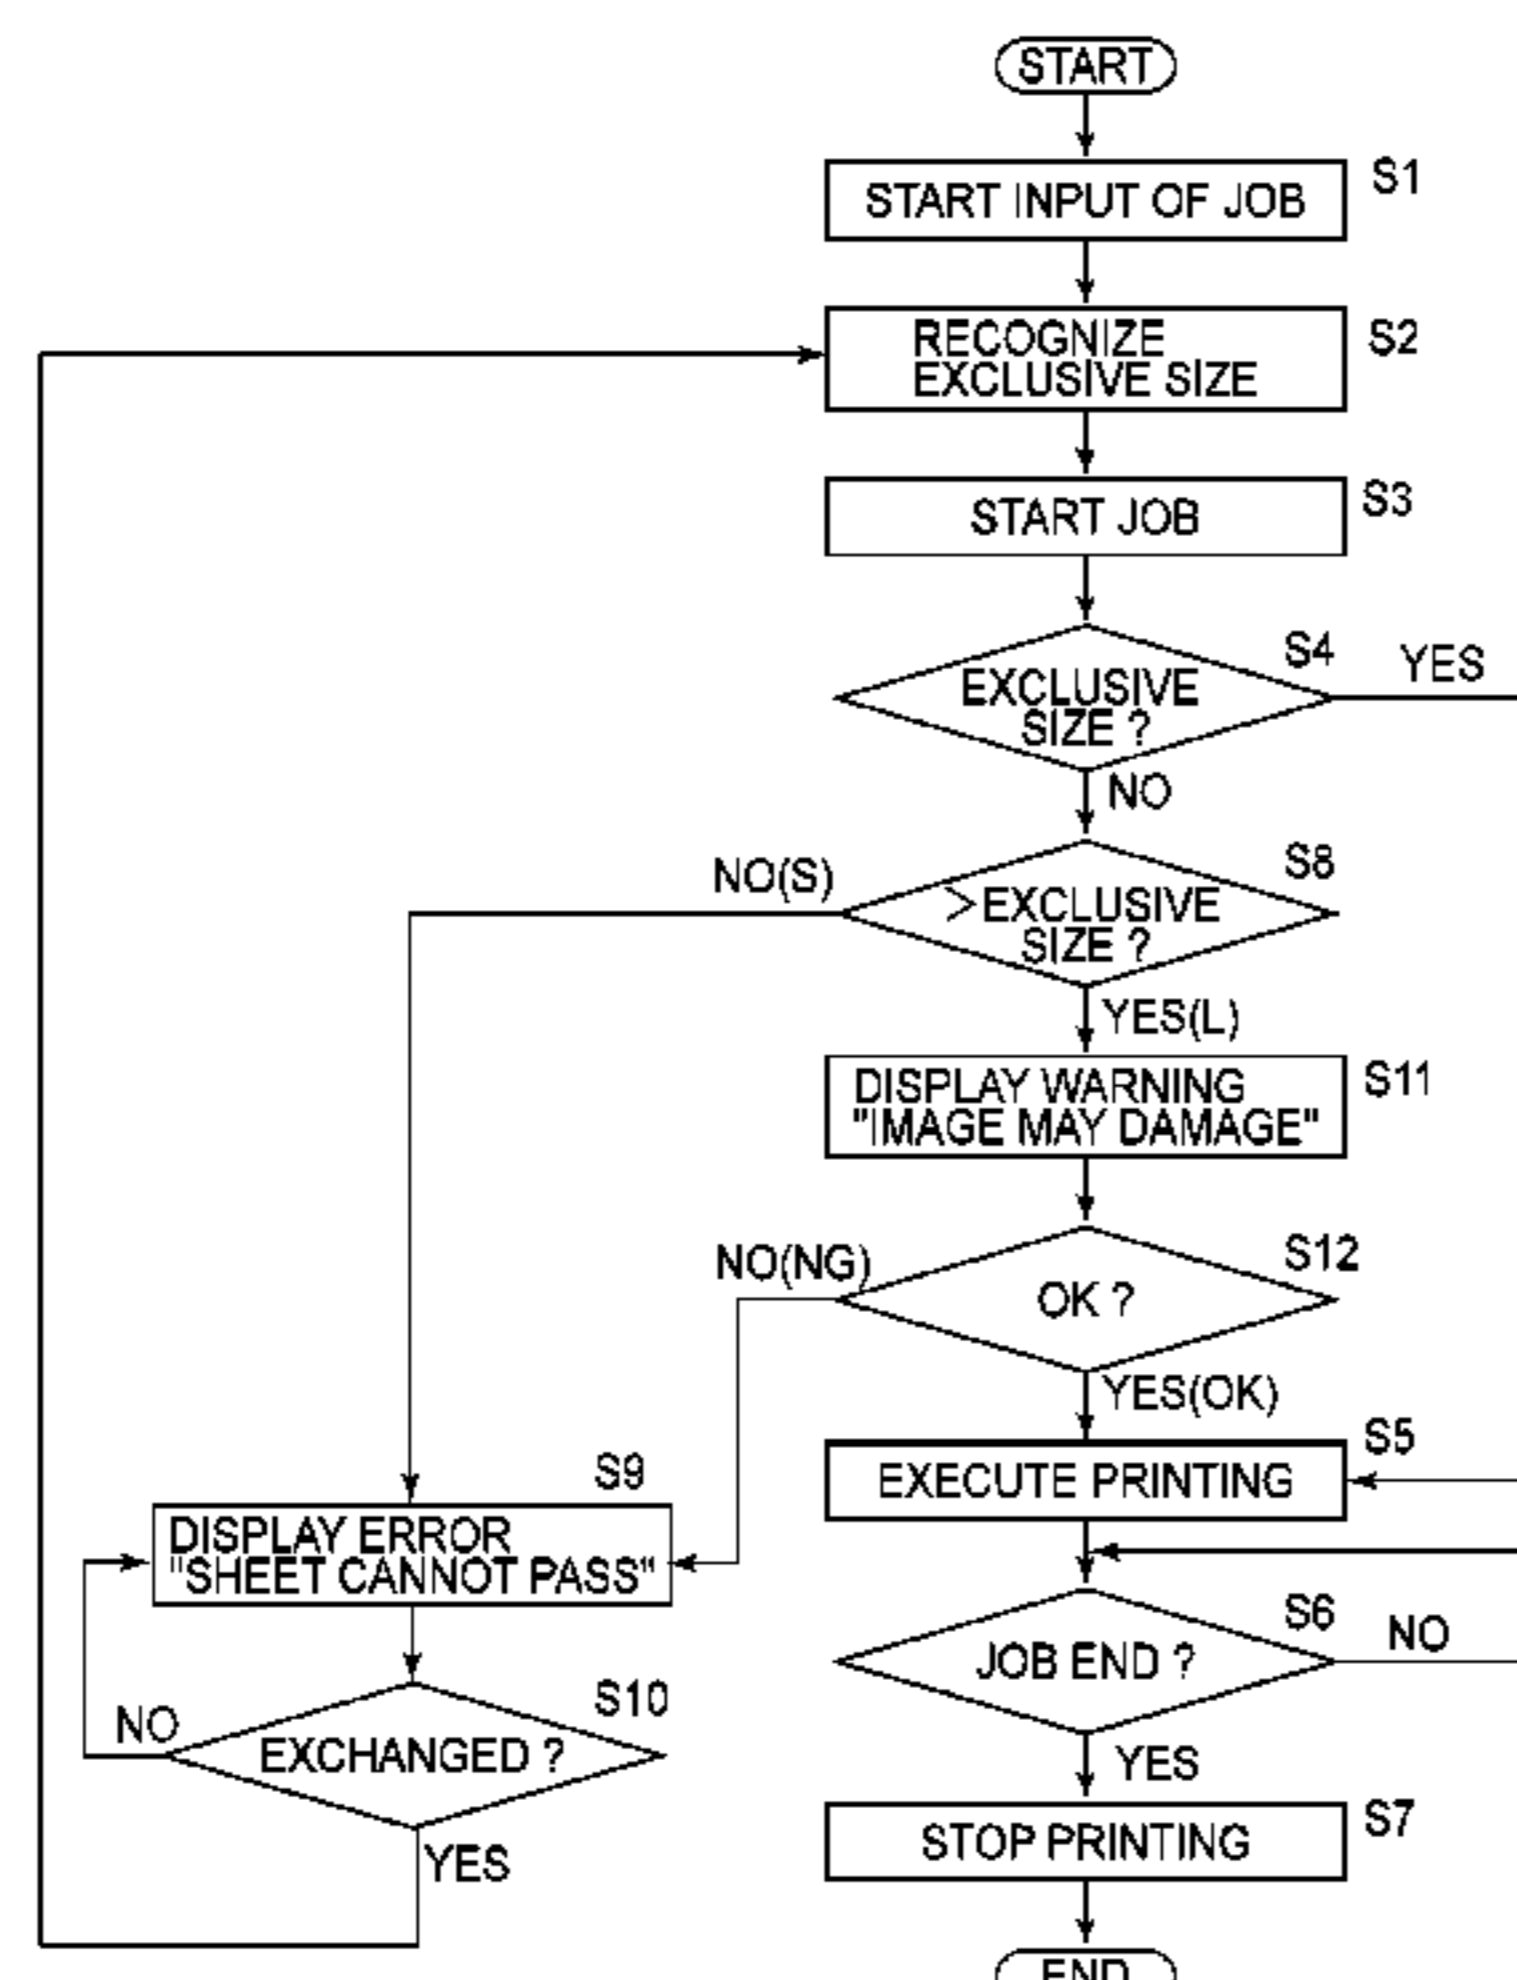 START
START INPUT OF JOB
S1
RECOGNIZE
EXCLUSIVE SIZE
S2
START JOB
S3
EXCLUSIVE
SIZE ?
S4
YES
NO
>EXCLUSIVE
SIZE ?
S8
NO(S)
YES(L)
DISPLAY WARNING
"IMAGE MAY DAMAGE"
S11
OK ?
S12
NO(NG)
YES(OK)
EXECUTE PRINTING
S5
S9
DISPLAY ERROR
"SHEET CANNOT PASS"
JOB END ?
S6
NO
EXCHANGED ?
S10
NO
YES
YES
STOP PRINTING
S7
END